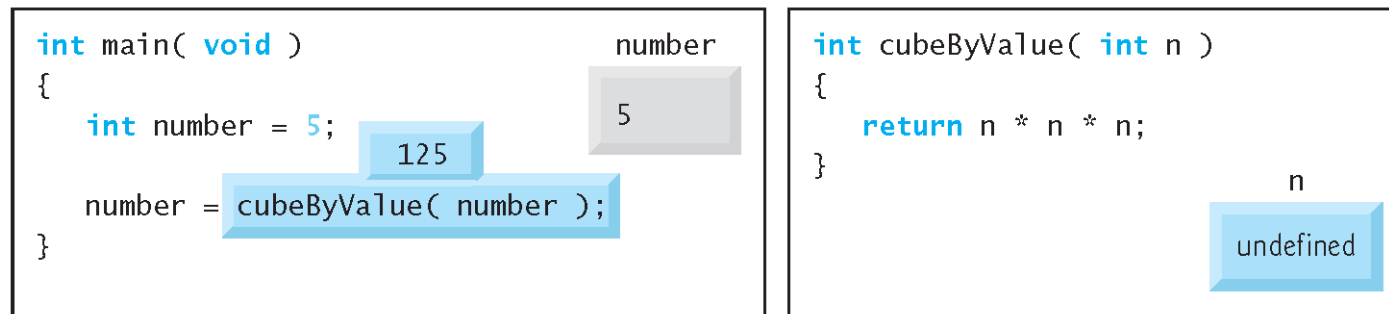 int main( void )
{
int number = 5;
125
number = cubeByValue( number );
}
number
5
int cubeByValue( int n )
{
return n * n * n;
}
n
undefined